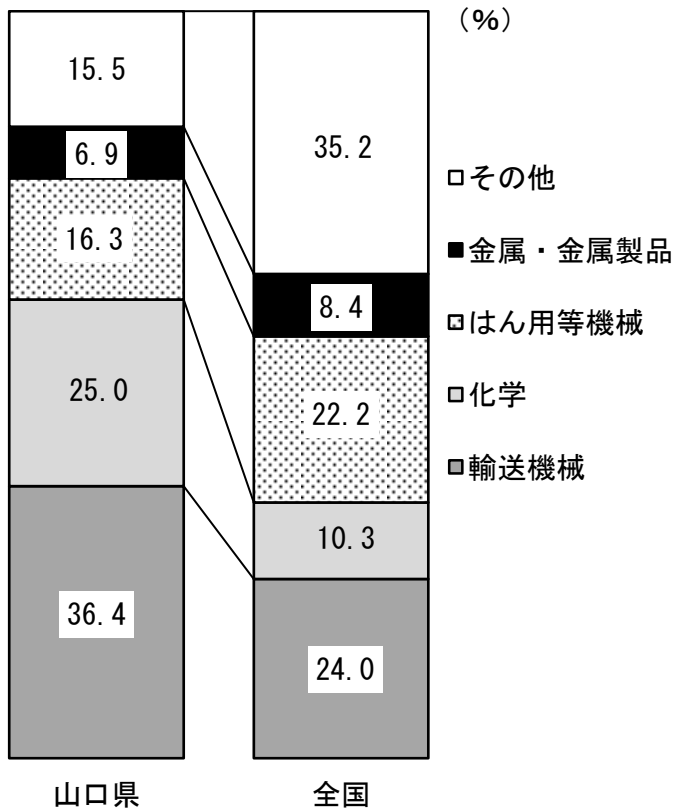 (%)
15.5
6.9
16.3
25.0
36.4
35.2
8.4
22.2
10.3
24.0
□その他
■金属・金属製品
はん用等機械
化学
輸送機械
山口県
全国